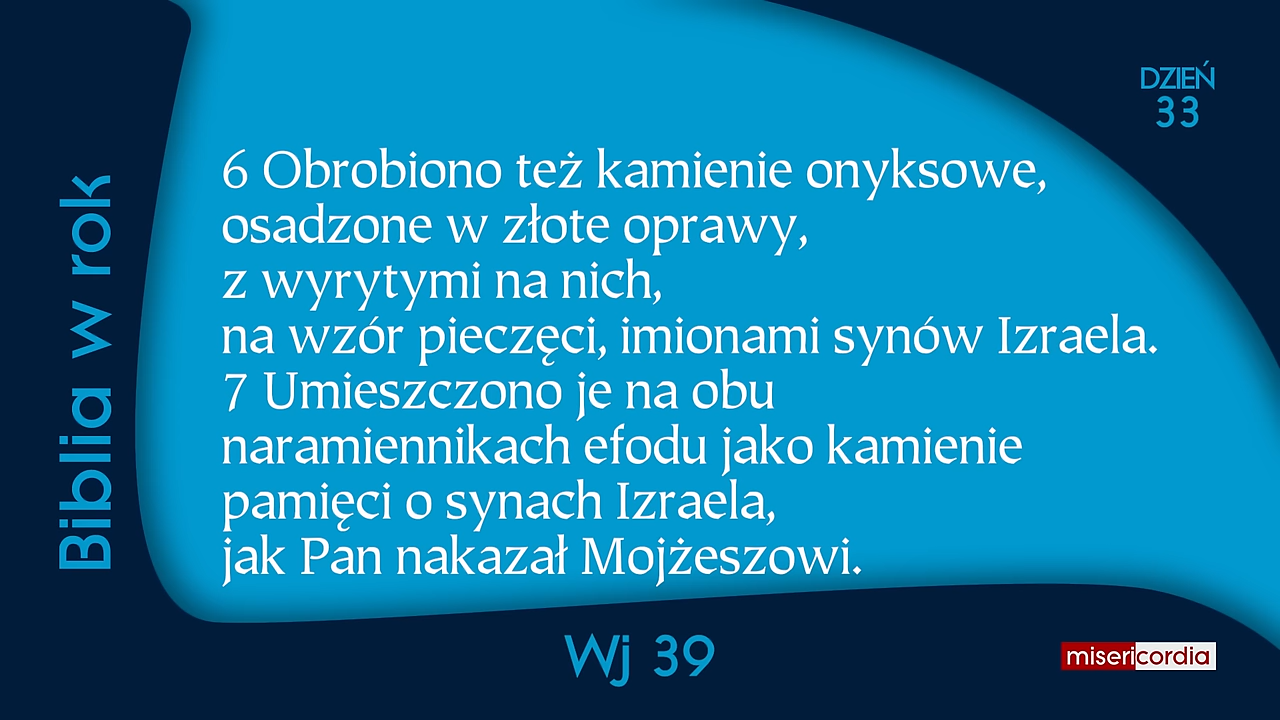 DZIEŃ
33
Biblia w rok
6 Obrobiono też kamienie onyksowe,
osadzone w złote oprawy,
z wyrytymi na nich,
na wzór pieczęci, imionami synów Izraela.
7 Umieszczono je na obu
naramiennikach efodu jako kamienie
pamięci o synach Izraela,
jak Pan nakazał Mojżeszowi.
Wj 39
misericordia